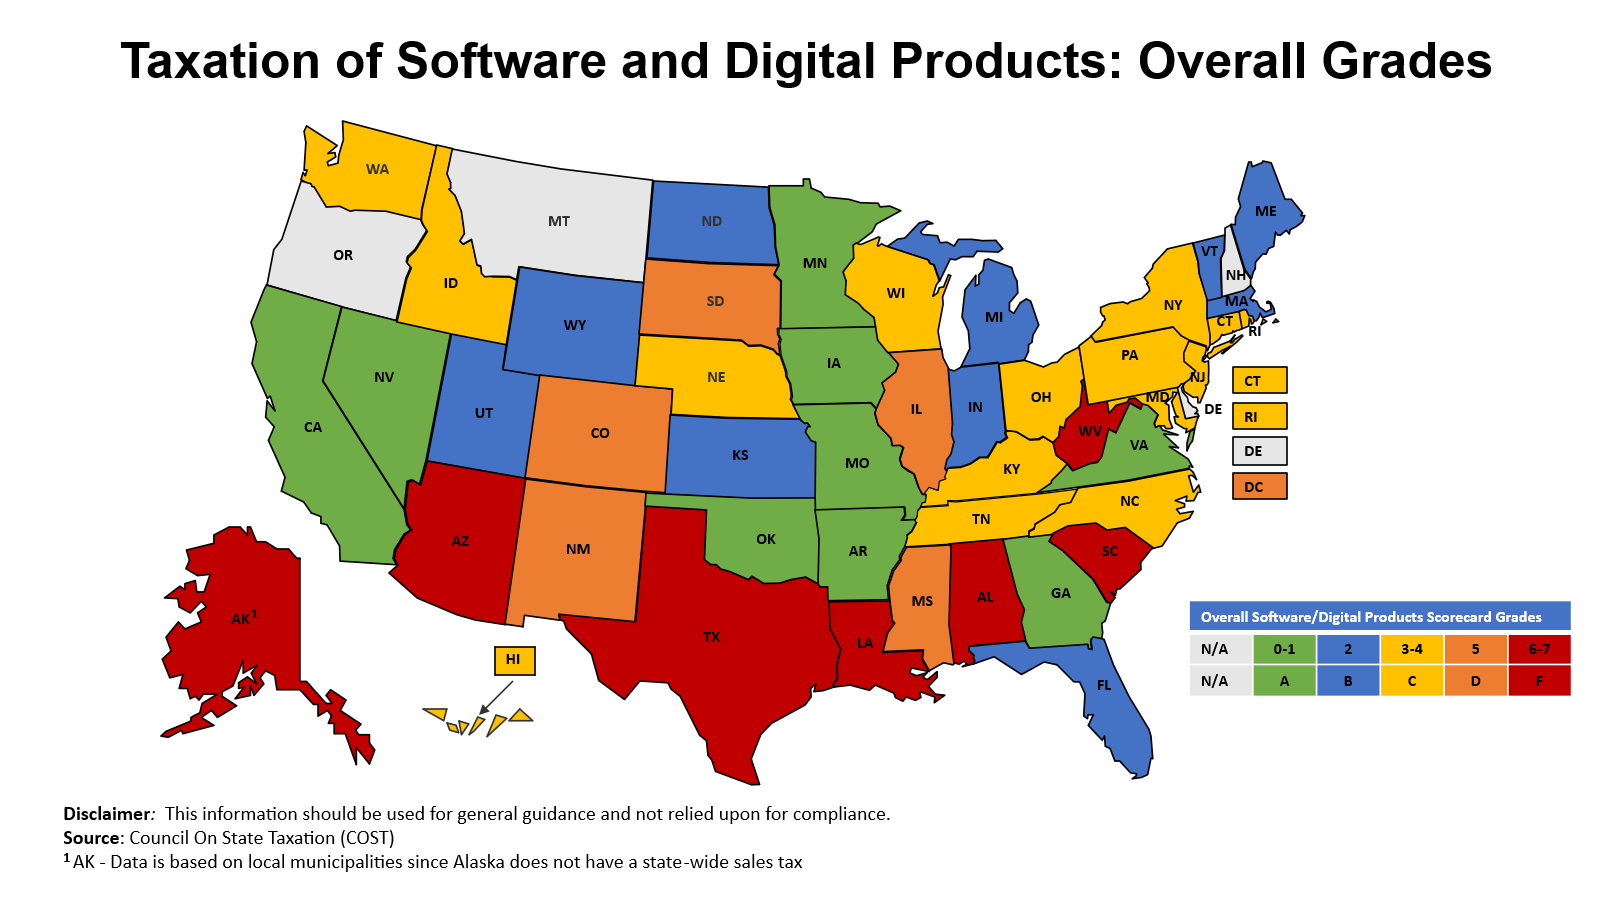 Taxation of Software and Digital Products: Overall Grades
WA
MT
ND
MN
ME
OR
ID
SD
WI
VT
NH
WY
MI
NY
MA
CT
RI
NV
NE
IA
PA
NJ
CT
CA
UT
CO
IL
IN
OH
MD
DE
RI
KS
MO
KY
WV
VA
DE
DC
AZ
NM
OK
AR
TN
NC
SC
AK1
TX
LA
MS
AL
GA
HI
FL
Overall Software/Digital Products Scorecard Grades
N/A 0-1 2 3-4 5 6-7
N/A A B C D F
Disclaimer:  This information should be used for general guidance and not relied upon for compliance.
Source: Council On State Taxation (COST)
1 AK - Data is based on local municipalities since Alaska does not have a state-wide sales tax